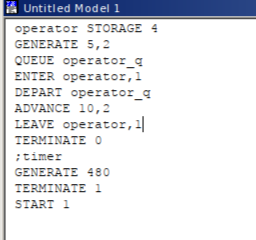 Untitled Model 1
operator STORAGE 4
GENERATE 5,2
QUEUE operator_q
ENTER operator,1
DEPART operator_q
ADVANCE 10,2
LEAVE operator,1
TERMINATE 0
;timer
GENERATE 480
TERMINATE 1
START 1